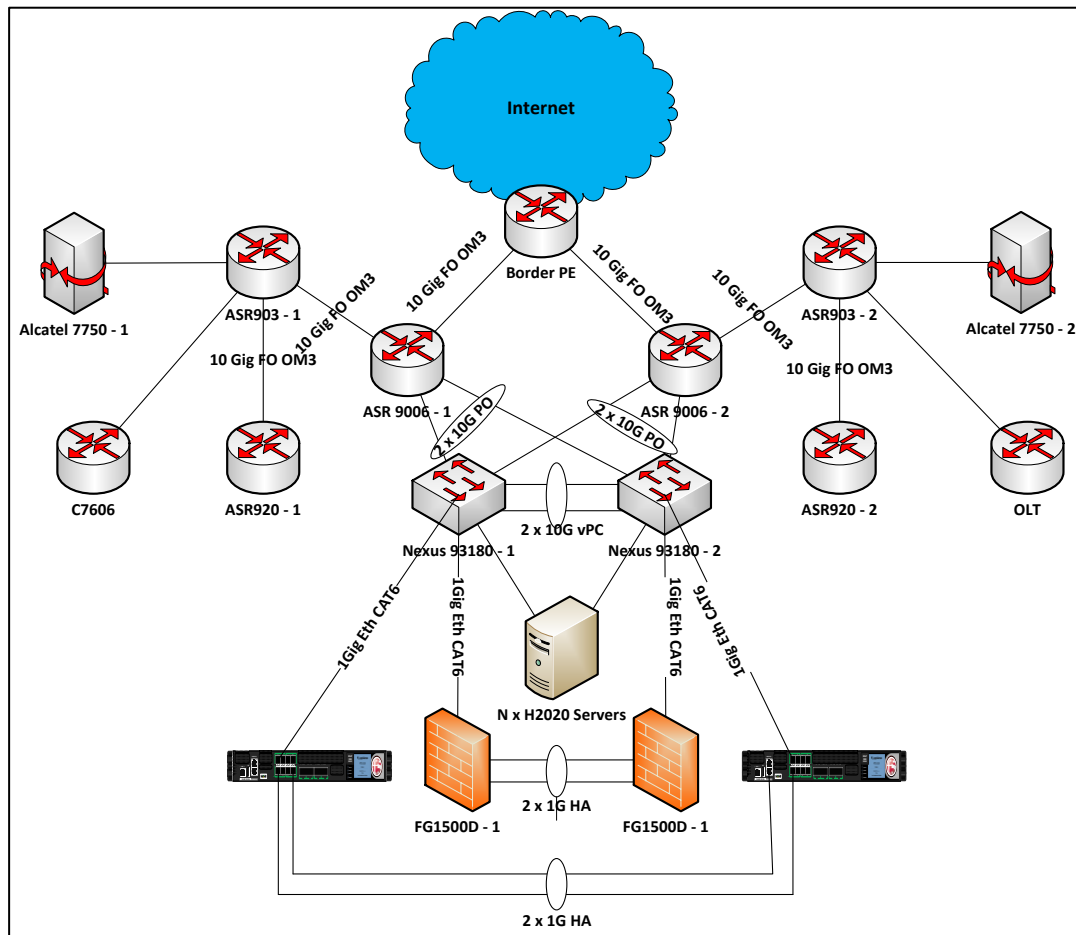 Internet
Border PE
Alcatel 7750 - 1
ASR903 - 1
10 Gig FO OM3
10 Gig FO OM3
10 Gig FO OM3
10 Gig FO OM3
ASR903 - 2
Alcatel 7750 - 2
10 Gig FO OM3
10 Gig FO OM3
ASR 9006 - 1
ASR 9006 - 2
2 x 10G PO
2 x 10G PO
C7606
ASR920 - 1
ASR920 - 2
OLT
2 x 10G vPC
Nexus 93180 - 1
Nexus 93180 - 2
1Gig Eth CAT6
1Gig Eth CAT6
1Gig Eth CAT6
1Gig Eth CAT6
N x H2020 Servers
2 x 1G HA
FG1500D - 1
FG1500D - 1
2 x 1G HA